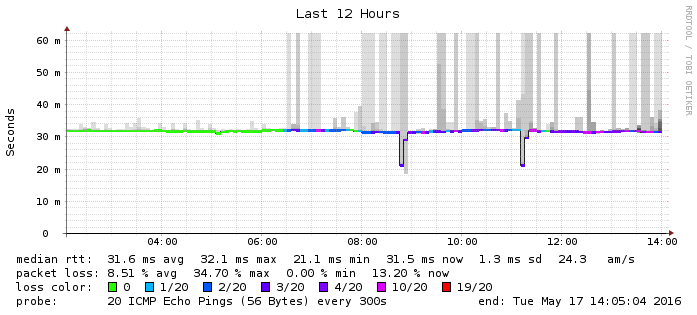 Last 12 Hours
RRDTOOL / TOBI OETIKER
Seconds
60 m
50 m
40 m
30 m
20 m
10 m
0
04:00 06:00 08:00 10:00 12:00 14:00
median rtt: 31.6 ms avg 32.1 ms max 21.1 ms min 31.5 ms now 1.3 ms sd 24.3 am/s
packet loss: 8.51 % avg 34.70 % max 0.00 % min 13.20 % now
loss color: 0 1/20 2/20 3/20 4/20 10/20 19/20
probe: 20 ICMP Echo Pings (56 Bytes) every 300s end: Tue May 17 14:05:04 2016